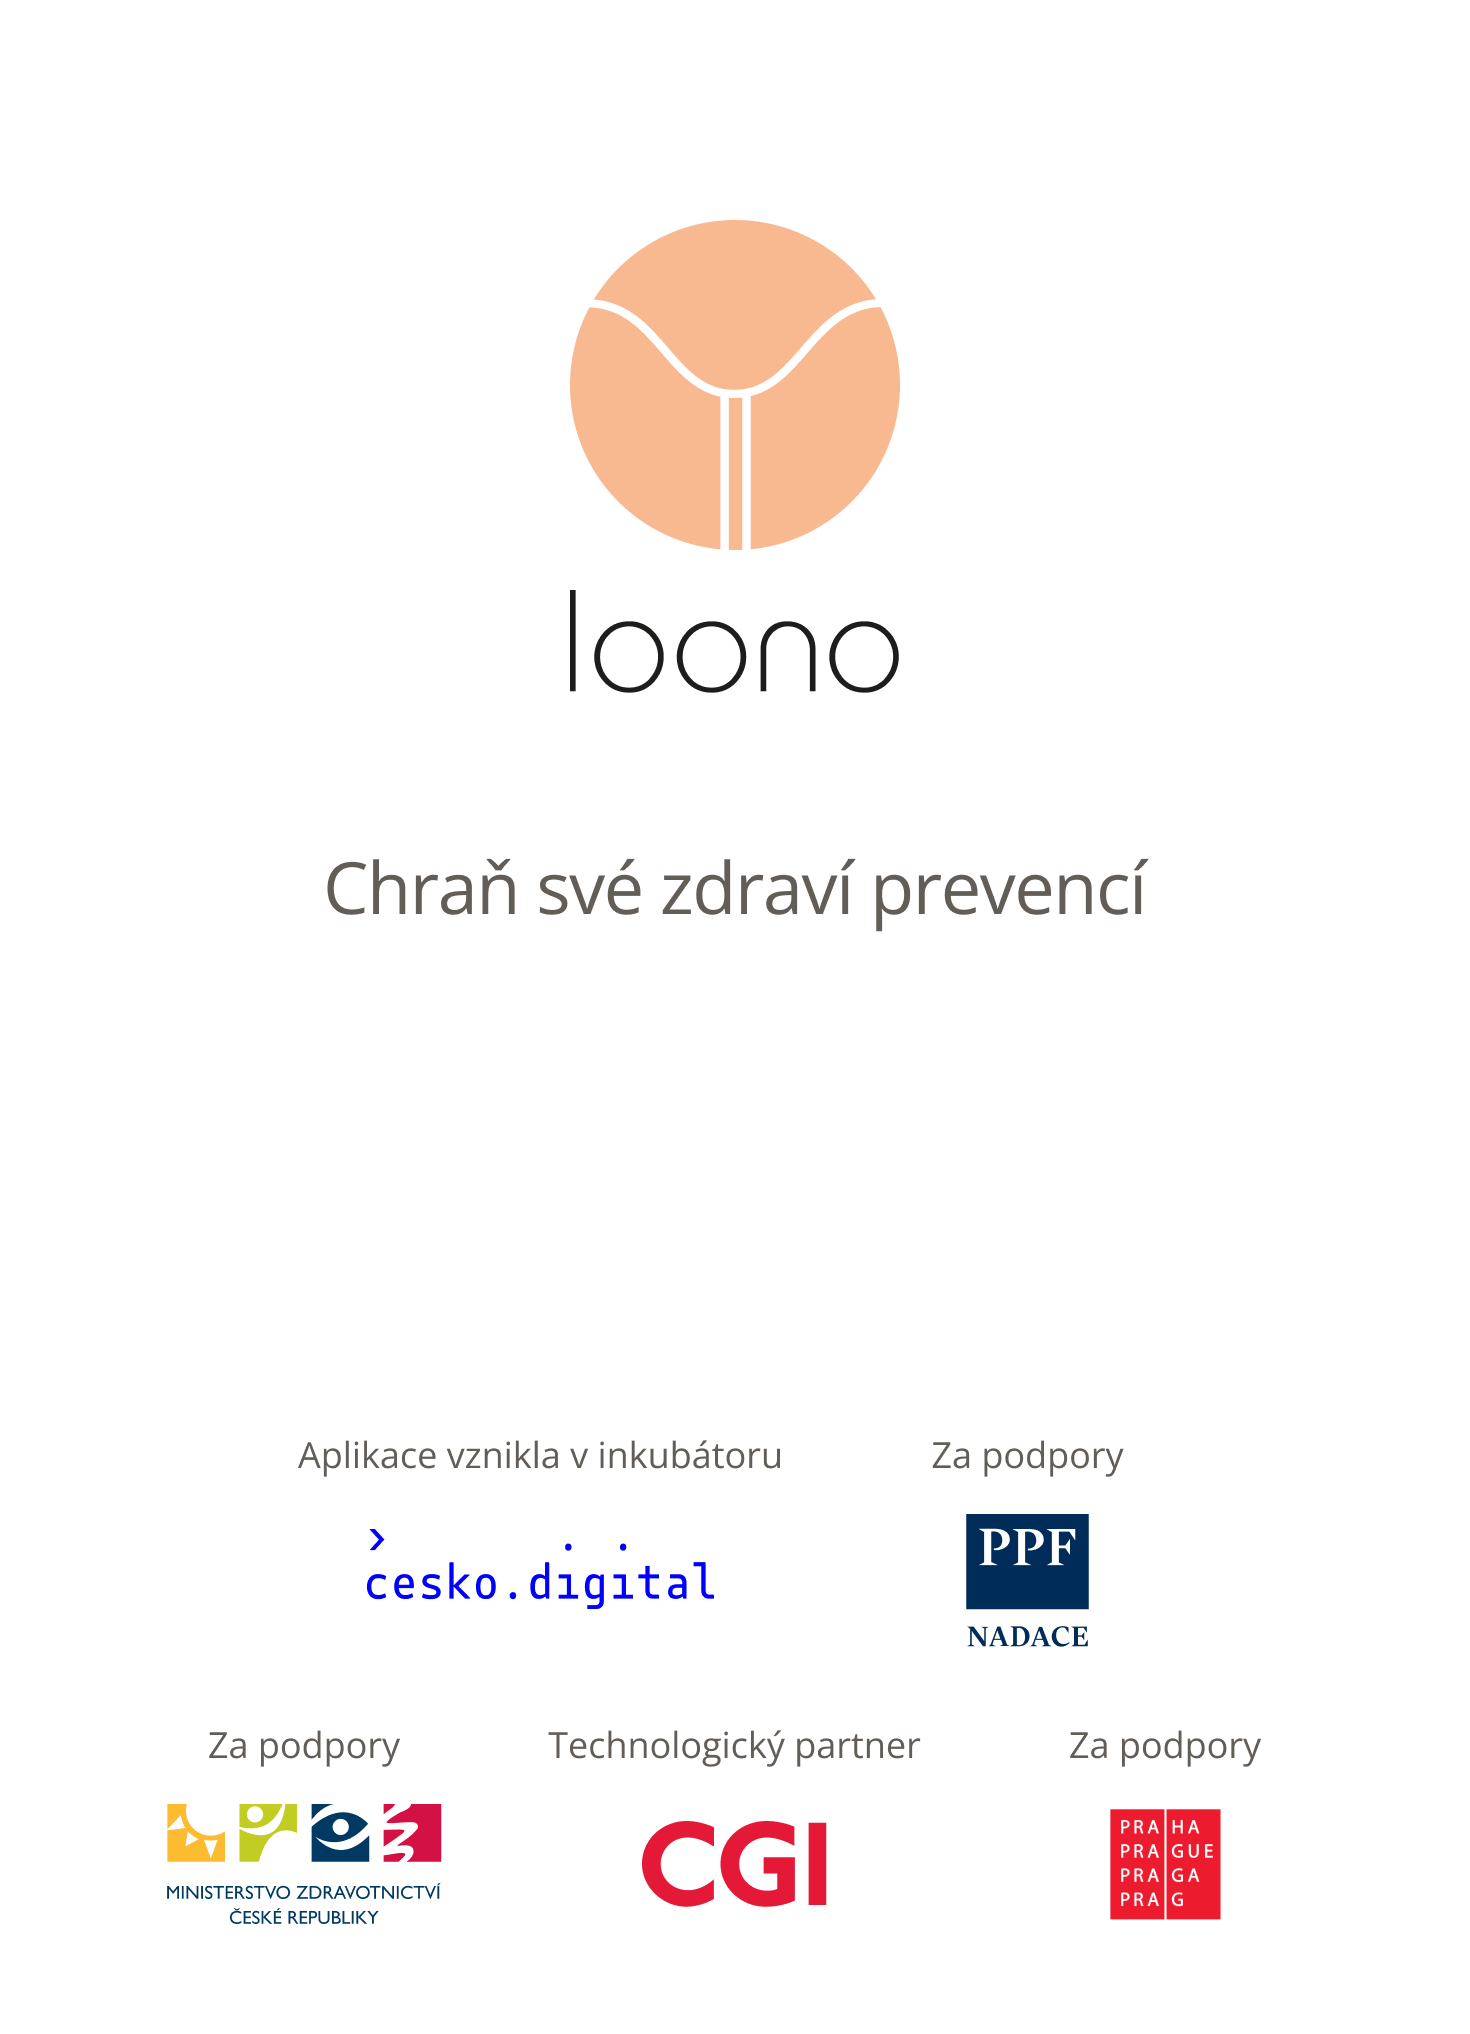 loono
Chraň své zdraví prevencí
Aplikace vznikla v inkubátoru
Za podpory
cesko.digital
PPF
NADACE
Za podpory
Technologický partner
Za podpory
MINISTERSTVO ZDRAVOTNICTVÍ
ČESKÉ REPUBLIKY
CGI
PRA HA
PRA GUE
PRA GA
PRA G